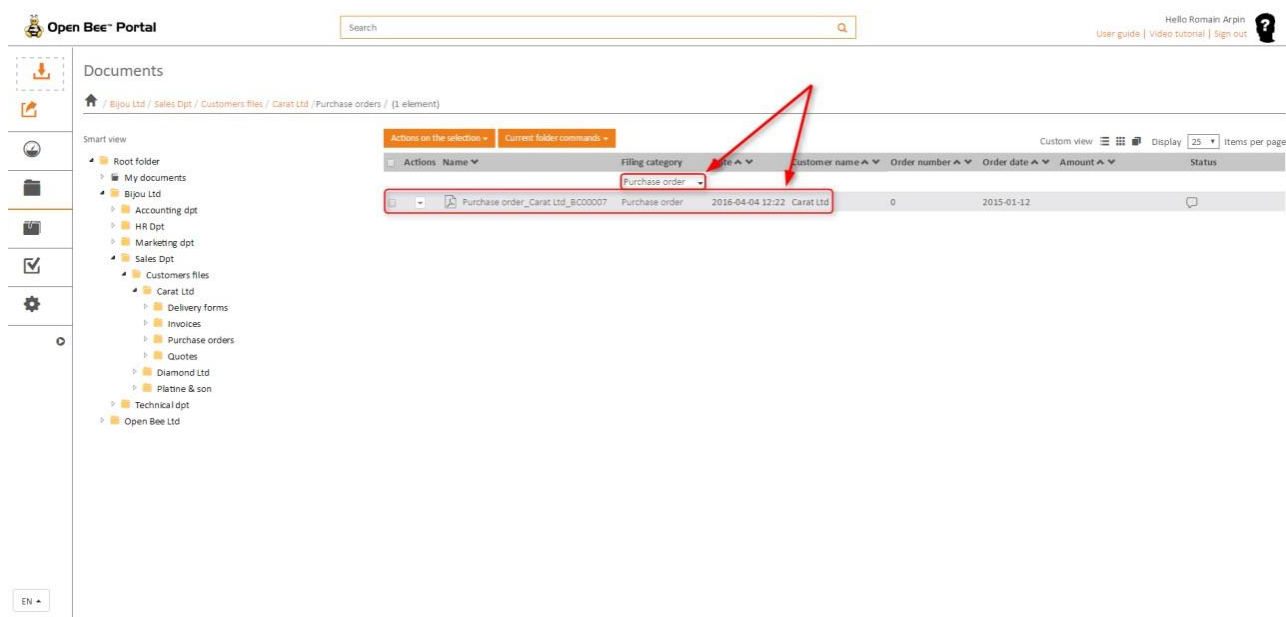 Open Bee™ Portal
Search
Hello Romain Arpin
User guide | Video tutorial | Sign out
?
Documents
/ Bijou Ltd / Sales Dpt / Customers files / Carat Ltd /Purchase orders / (1 element)
Smart view
Actions on the selection
Current folder commands
Custom view Display 25 Items per page
Root folder
My documents
Bijou Ltd
Accounting dpt
HR Dpt
Marketing dpt
Sales Dpt
Customers files
Carat Ltd
Delivery forms
Invoices
Purchase orders
Quotes
Diamond Ltd
Platine & son
Technical dpt
Open Bee Ltd
Actions Name Filing category Customer name Order number Order date Amount Status
Purchase order
Purchase order_Carat Ltd_BC00007 Purchase order 2016-04-04 12:22 Carat Ltd 0 2015-01-12
EN